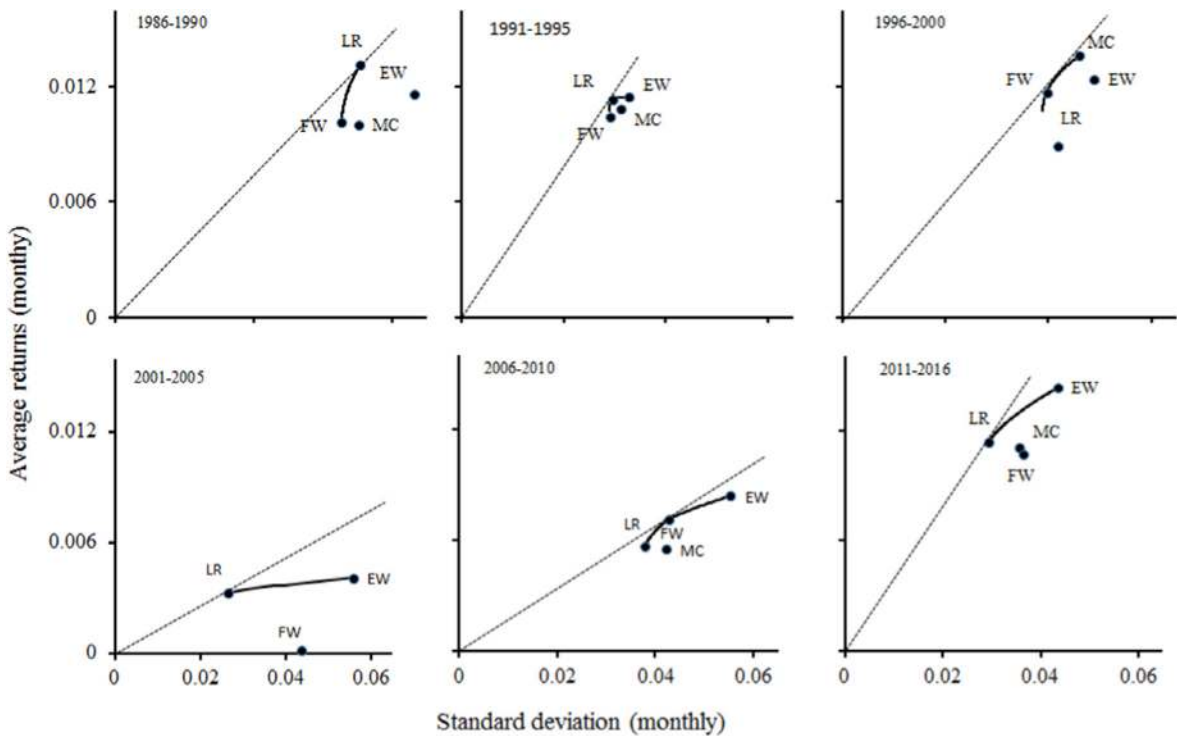 Average returns (monthy)
1986-1990
0.012
0.006
0
LR
EW
FW
MC
1991-1995
LR
EW
FW
MC
1996-2000
MC
FW
EW
LR
2001-2005
0.012
0.006
0
LR
EW
FW
0
0.02
0.04
0.06
2006-2010
EW
LR
FW
MC
0
0.02
0.04
0.06
2011-2016
EW
LR
MC
FW
0
0.02
0.04
0.06
Standard deviation (monthly)